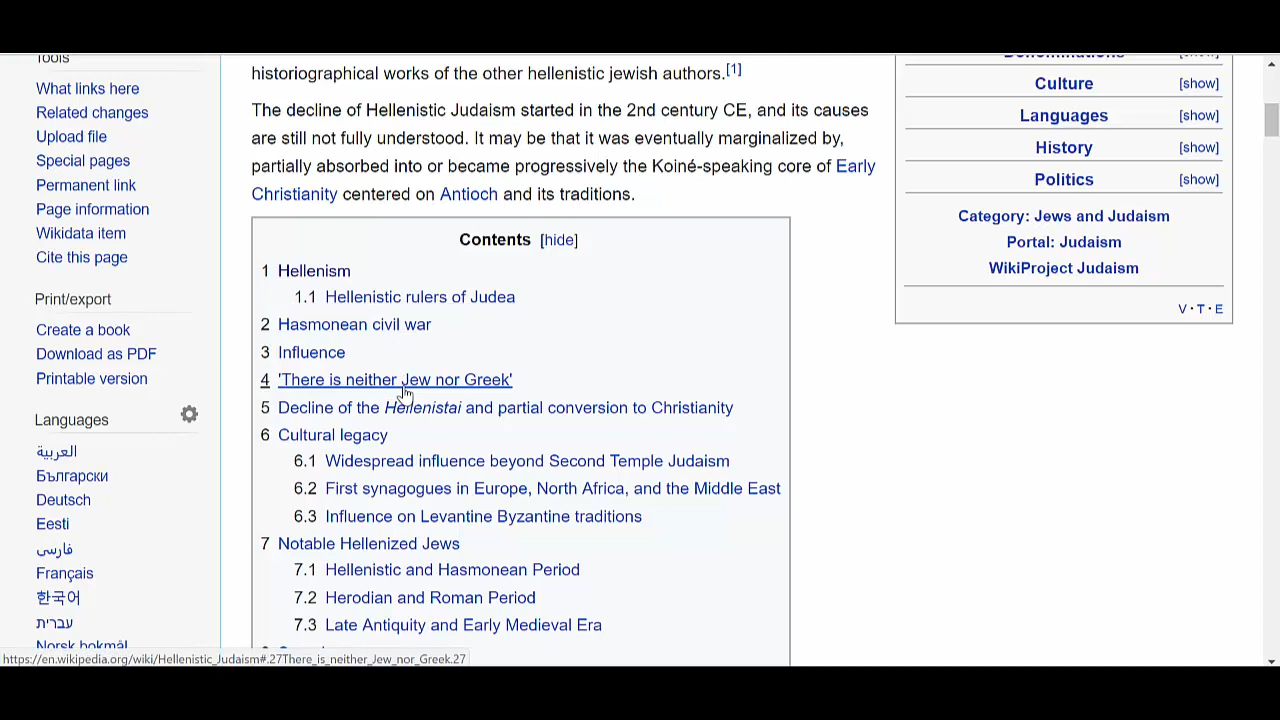 Tools
What links here
Related changes
Upload file
Special pages
Permanent link
Page information
Wikidata item
Cite this page
Print/export
Create a book
Download as PDF
Printable version
Languages
العربية
Български
Deutsch
Eesti
فارسی
Français
한국어
עברית
Norsk bokmål
historiographical works of the other hellenistic jewish authors.[1]
The decline of Hellenistic Judaism started in the 2nd century CE, and its causes
are still not fully understood. It may be that it was eventually marginalized by,
partially absorbed into or became progressively the Koiné-speaking core of Early
Christianity centered on Antioch and its traditions.
Contents [hide]
1 Hellenism
1.1 Hellenistic rulers of Judea
2 Hasmonean civil war
3 Influence
4 'There is neither Jew nor Greek'
5 Decline of the Hellenistai and partial conversion to Christianity
6 Cultural legacy
6.1 Widespread influence beyond Second Temple Judaism
6.2 First synagogues in Europe, North Africa, and the Middle East
6.3 Influence on Levantine Byzantine traditions
7 Notable Hellenized Jews
7.1 Hellenistic and Hasmonean Period
7.2 Herodian and Roman Period
7.3 Late Antiquity and Early Medieval Era
Denominations [show]
Culture [show]
Languages [show]
History [show]
Politics [show]
Category: Jews and Judaism
Portal: Judaism
WikiProject Judaism
V · T · E
https://en.wikipedia.org/wiki/Hellenistic_Judaism#.27There_is_neither_Jew_nor_Greek.27